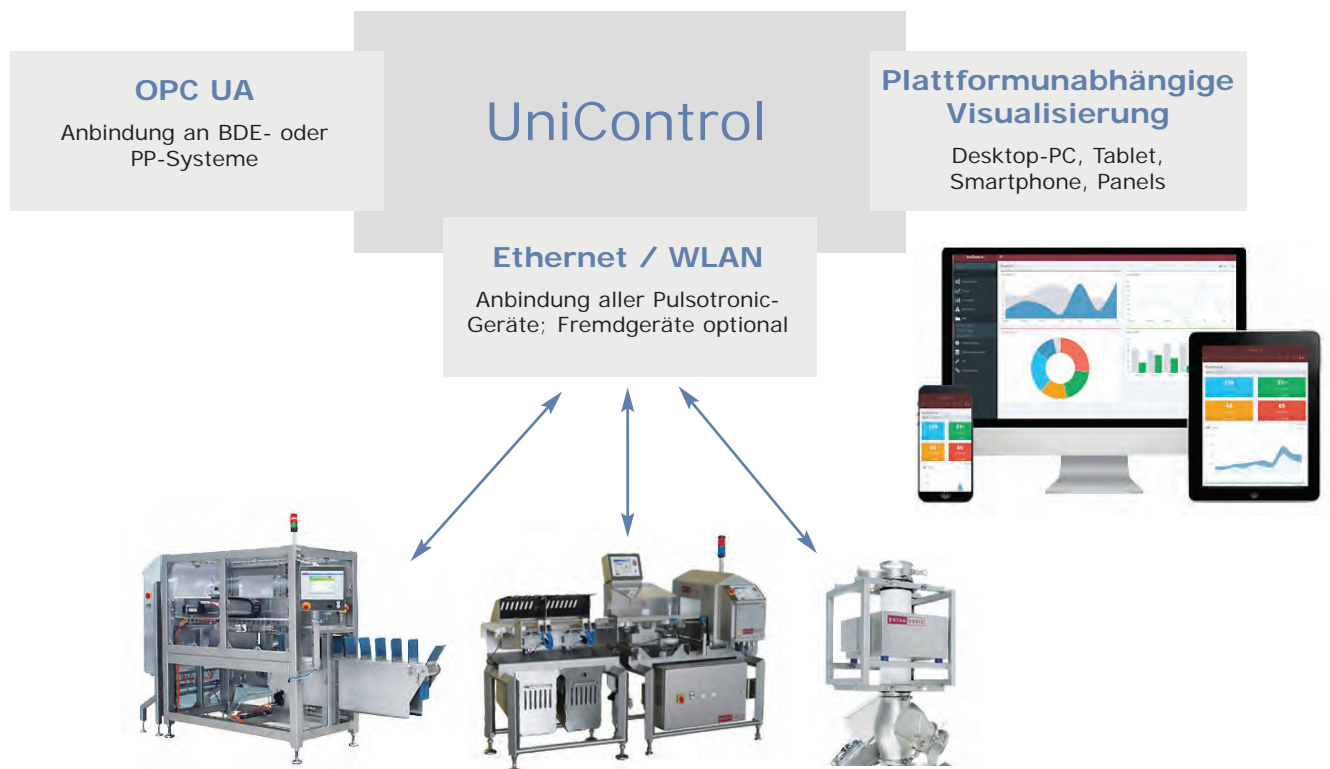 UniControl
OPC UA
Anbindung an BDE- oder
PP-Systeme
Plattformunabhängige
Visualisierung
Desktop-PC, Tablet,
Smartphone, Panels
Ethernet / WLAN
Anbindung aller Pulsotronic-
Geräte; Fremdgeräte optional